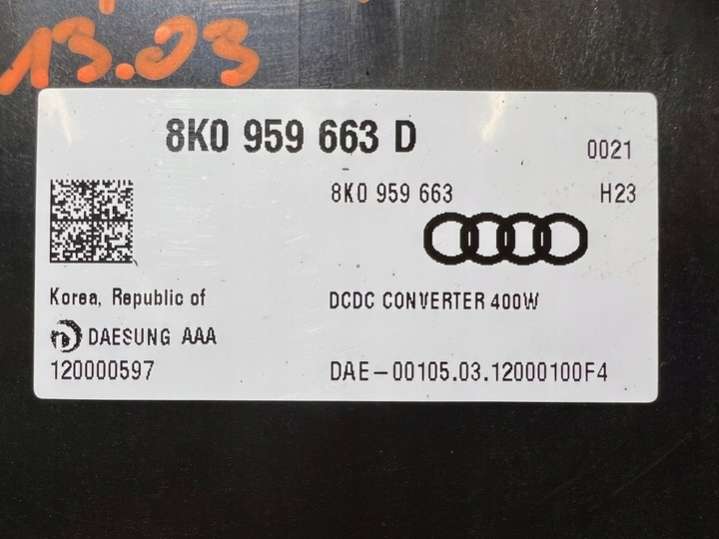 13.03
8K0 959 663 D
0021
8K0 959 663
H23
Korea, Republic of
DCDC CONVERTER 400W
DAESUNG AAA
120000597
DAE-00105.03.12000100F4